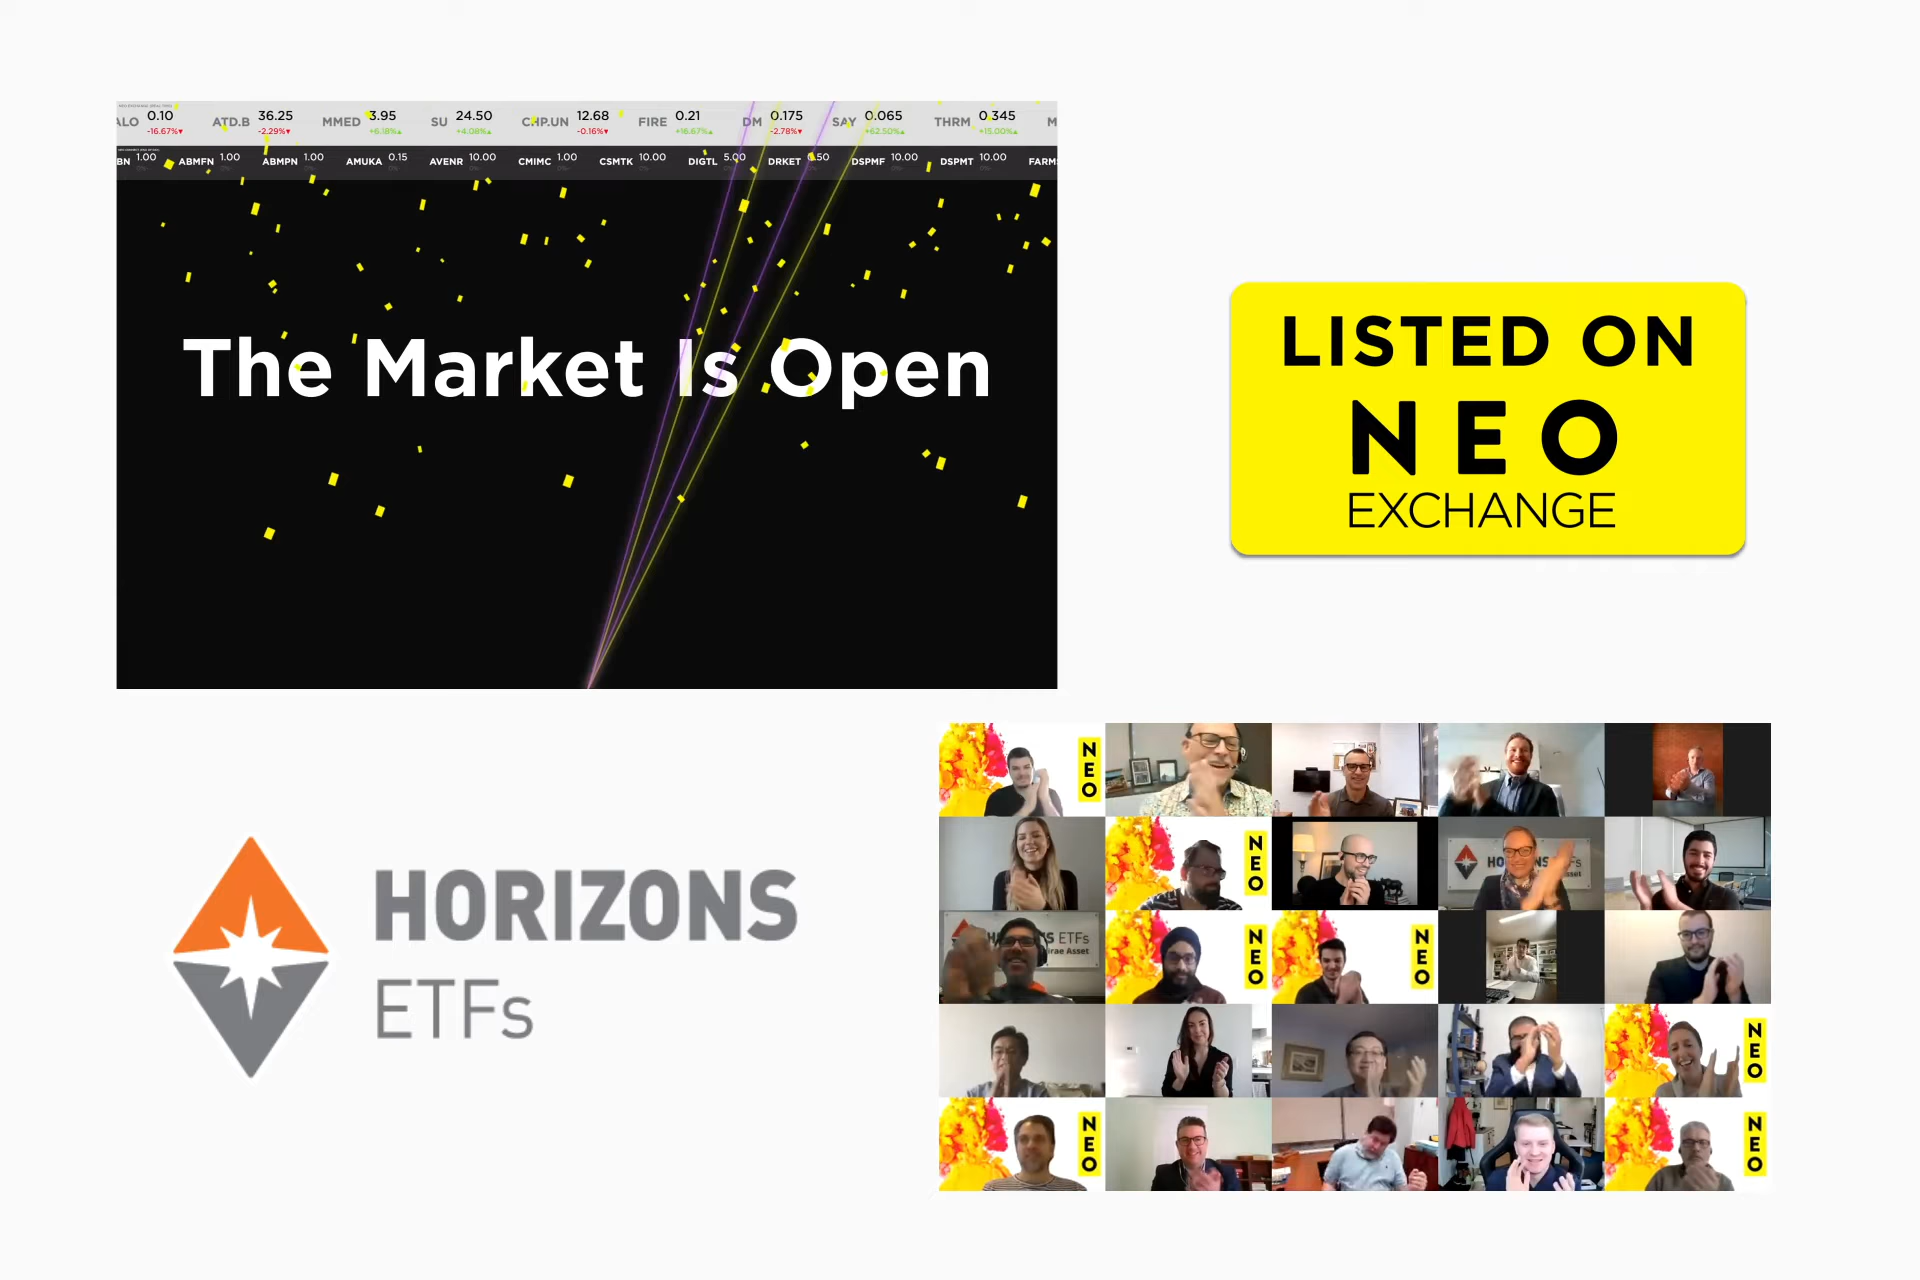 ALO 0.10 -16.67%▼ ATD.B 36.25 -2.29%▼ MMED 3.95 +6.18%▲ SU 24.50 +4.08%▲ CHP.UN 12.68 -0.16%▼ FIRE 0.21 +16.67%▲ DM 0.175 -2.78%▼ SAY 0.065 +62.50%▲ THRM 0.345 +15.00%▲ M
BN 1.00 ABMFN 1.00 ABMPN 1.00 AMUKA 0.15 AVENR 10.00 CMIMC 1.00 CSMTK 10.00 DIGTL 5.00 DRKET 0.50 DSPMF 10.00 DSPMT 10.00 FARM
The Market Is Open
LISTED ON
NEO
EXCHANGE
HORIZONS
ETFs
NEO
NEO
NEO
NEO
NEO
NEO
NEO